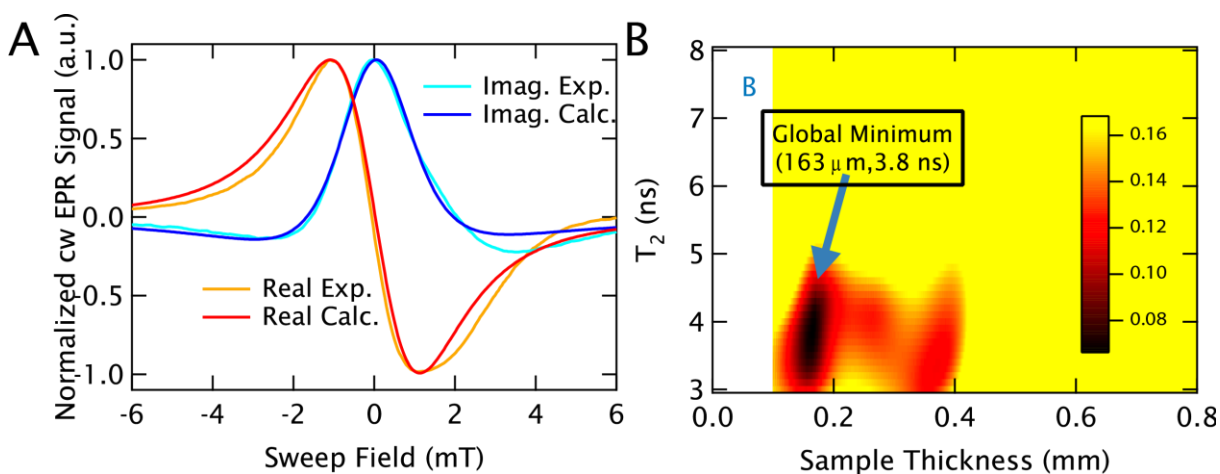 A
Normalized cw EPR Signal (a.u.)
1.0
0.5
0.0
-0.5
-1.0
Imag. Exp.
Imag. Calc.
Real Exp.
Real Calc.
-6
-4
-2
0
2
4
6
Sweep Field (mT)
B
T2 (ns)
8
7
6
5
4
3
B
Global Minimum
(163 μm,3.8 ns)
0.16
0.14
0.12
0.10
0.08
0.0
0.2
0.4
0.6
0.8
Sample Thickness (mm)